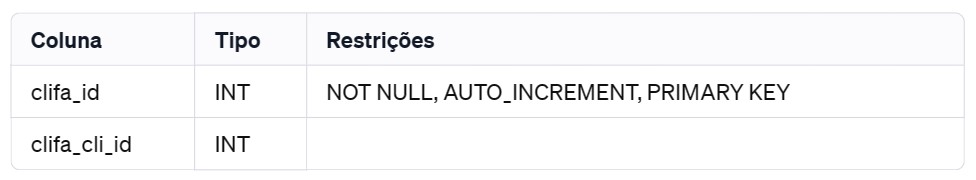 Coluna Tipo Restrições
clifa_id INT NOT NULL, AUTO_INCREMENT, PRIMARY KEY
clifa_cli_id INT